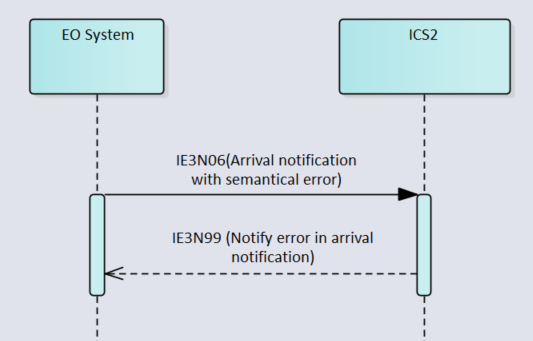 EO System
ICS2
IE3N06(Arrival notification
with semantical error)
IE3N99 (Notify error in arrival
notification)